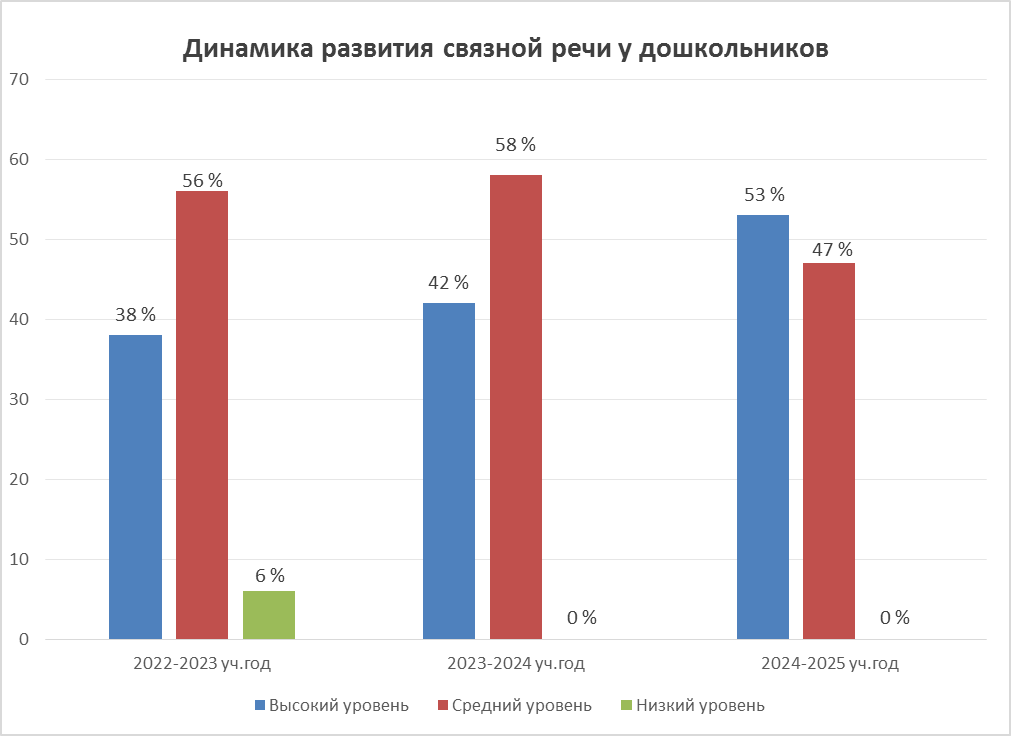 Динамика развития связной речи у дошкольников
70
60
50
40
30
20
10
0
38 %
56 %
6 %
42 %
58 %
0 %
53 %
47 %
0 %
2022-2023 уч.год
2023-2024 уч.год
2024-2025 уч.год
Высокий уровень
Средний уровень
Низкий уровень